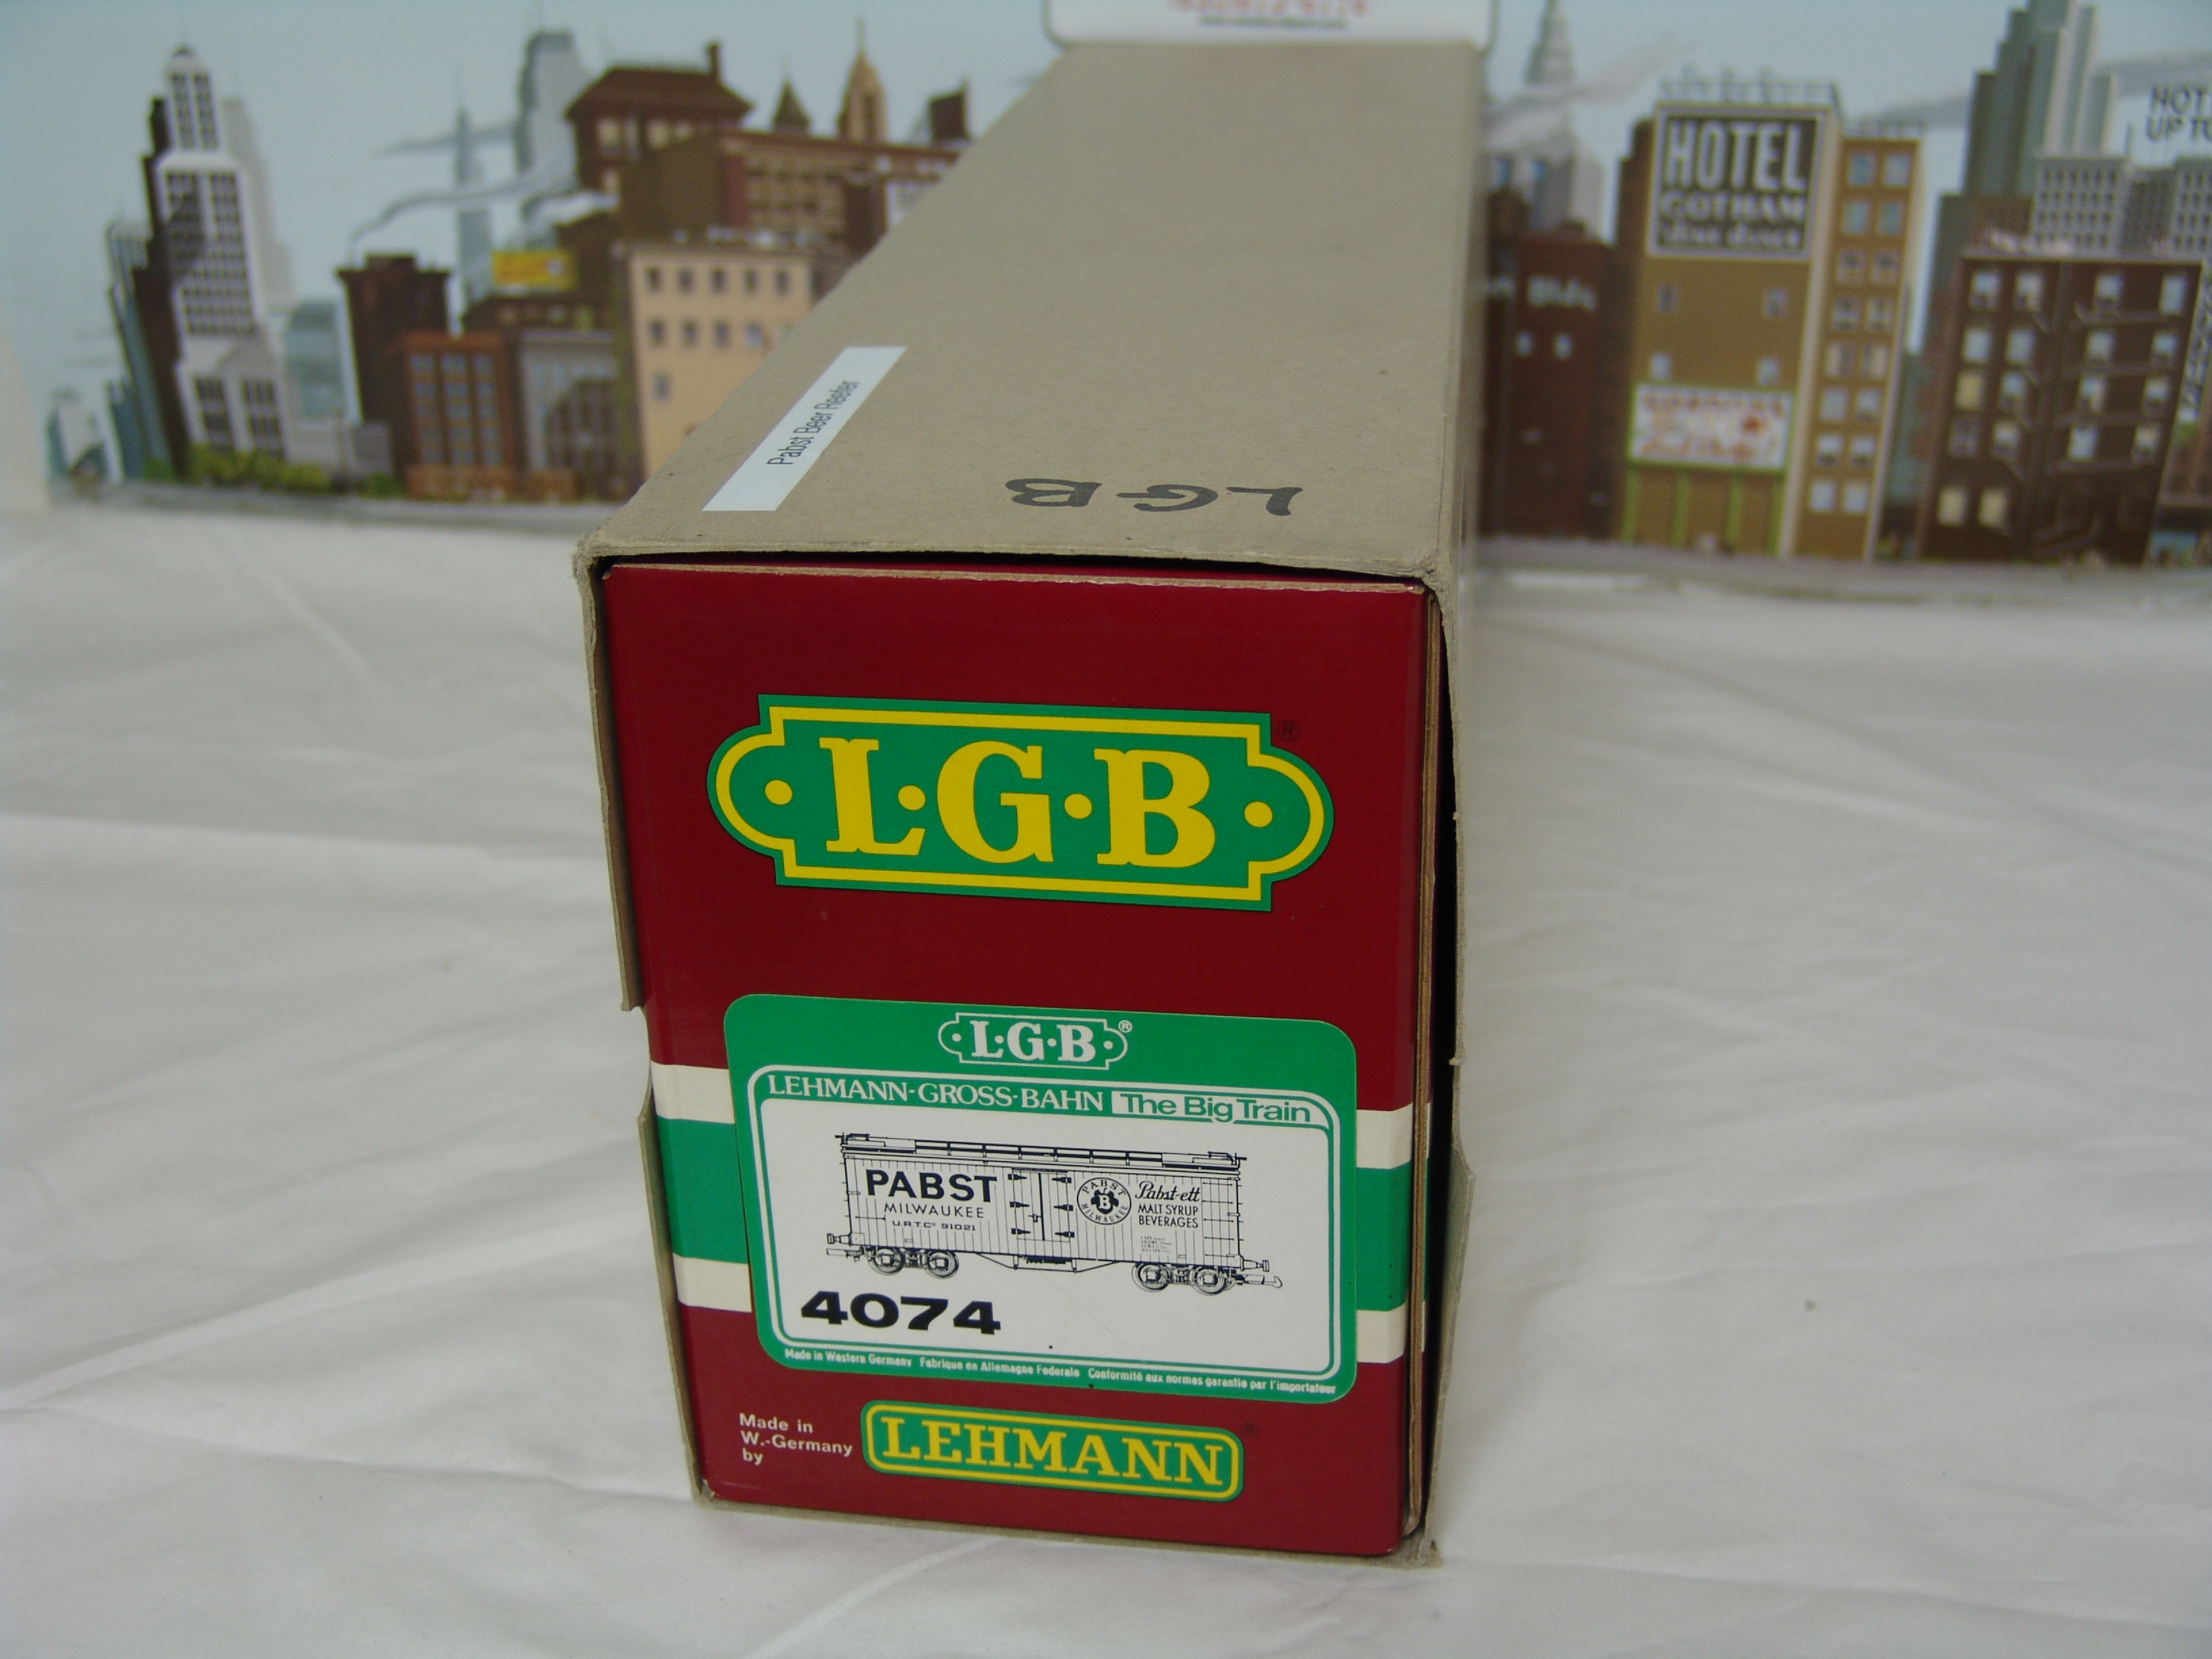 HOTEL
GOTHAM
Pabst Beer Reefer
LGB
L·G·B ®
L·G·B ®
LEHMANN-GROSS-BAHN The Big Train
PABST
MILWAUKEE
U.R.T.Cº 91021
PABST
B
MILWAUKEE
Pabst-ett
MALT SYRUP
BEVERAGES
4074
Made in Western Germany Fabrique en Allemagne Federale Conformité aux normes garantie par l'importateur
Made in
W.-Germany
by
LEHMANN